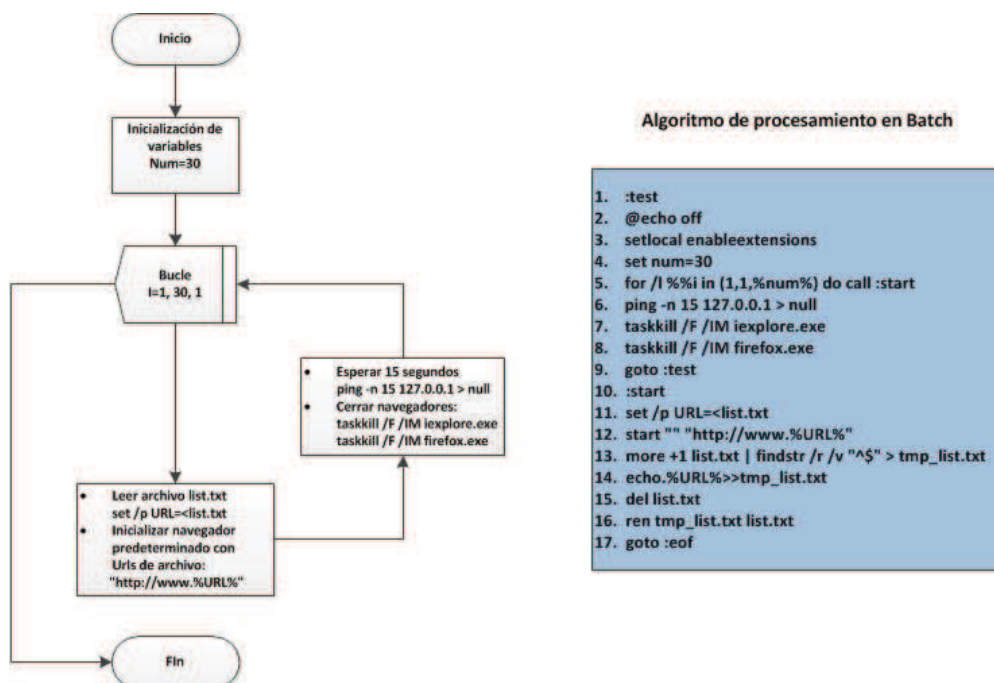 Inicio
Inicialización de
variables
Num=30
Bucle
I=1, 30, 1
• Esperar 15 segundos
ping -n 15 127.0.0.1 > null
• Cerrar navegadores:
taskkill /F /IM iexplore.exe
taskkill /F /IM firefox.exe
• Leer archivo list.txt
set /p URL=<list.txt
• Inicializar navegador
predeterminado con
Urls de archivo:
"http://www.%URL%"
FIn
Algoritmo de procesamiento en Batch
1. :test
2. @echo off
3. setlocal enableextensions
4. set num=30
5. for /l %%i in (1,1,%num%) do call :start
6. ping -n 15 127.0.0.1 > null
7. taskkill /F /IM iexplore.exe
8. taskkill /F /IM firefox.exe
9. goto :test
10. :start
11. set /p URL=<list.txt
12. start "" "http://www.%URL%"
13. more +1 list.txt | findstr /r /v "^$" > tmp_list.txt
14. echo.%URL%>>tmp_list.txt
15. del list.txt
16. ren tmp_list.txt list.txt
17. goto :eof